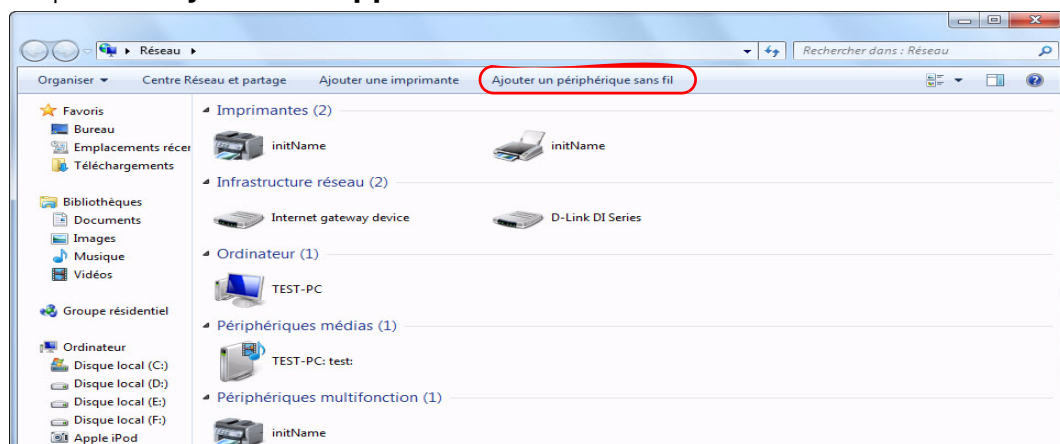 Réseau
Rechercher dans : Réseau
Organiser Centre Réseau et partage Ajouter une imprimante Ajouter un périphérique sans fil
Favoris
Bureau
Emplacements récer
Téléchargements
Bibliothèques
Documents
Images
Musique
Vidéos
Groupe résidentiel
Ordinateur
Disque local (C:)
Disque local (D:)
Disque local (E:)
Disque local (F:)
Apple iPod
Imprimantes (2)
initName
initName
Infrastructure réseau (2)
Internet gateway device
D-Link DI Series
Ordinateur (1)
TEST-PC
Périphériques médias (1)
TEST-PC: test:
Périphériques multifonction (1)
initName